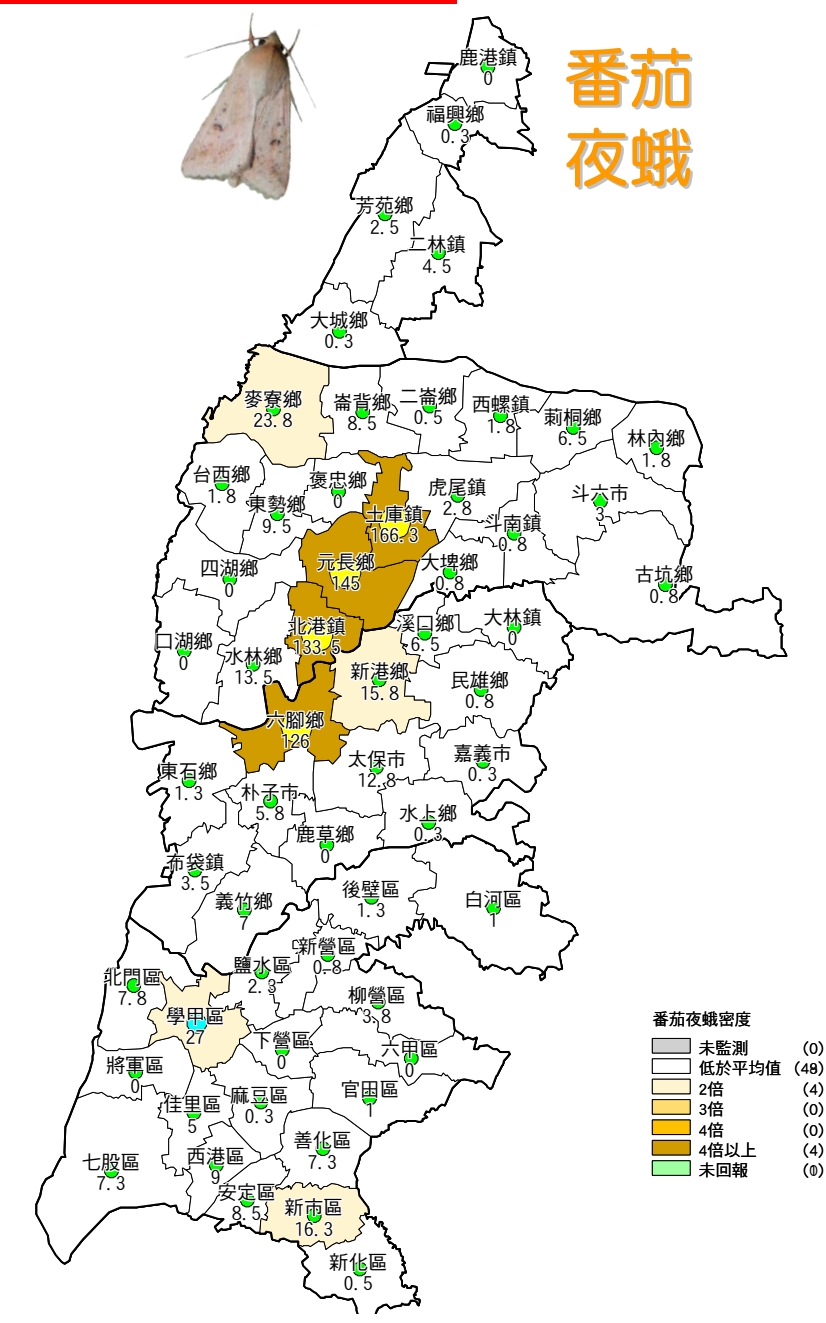 番茄
夜蛾
鹿港鎮
0
福興鄉
0.3
芳苑鄉
2.5
二林鎮
4.5
大城鄉
0.3
麥寮鄉
23.8
崙背鄉
8.5
二崙鄉
0.5
西螺鎮
1.8
莿桐鄉
6.5
林內鄉
1.8
台西鄉
1.8
東勢鄉
9.5
褒忠鄉
0
土庫鎮
166.3
虎尾鎮
2.8
斗南鎮
0.8
斗六市
3
古坑鄉
0.8
四湖鄉
0
元長鄉
145
大埤鄉
0.8
口湖鄉
0
水林鄉
13.5
北港鎮
133.5
新港鄉
15.8
溪口鄉
6.5
大林鎮
0
民雄鄉
0.8
六腳鄉
126
東石鄉
1.3
朴子市
5.8
太保市
12.8
嘉義市
0.3
鹿草鄉
0
水上鄉
0.3
布袋鎮
3.5
義竹鄉
7
後壁區
1.3
白河區
1
北門區
7.8
鹽水區
2.3
新營區
0.8
柳營區
3.8
學甲區
27
下營區
0
六甲區
0
將軍區
0
佳里區
5
麻豆區
0.3
官田區
1
七股區
7.3
西港區
9
善化區
7.3
安定區
8.5
新市區
16.3
新化區
0.5
番茄夜蛾密度
未監測 (0)
低於平均值 (48)
2倍 (4)
3倍 (0)
4倍 (0)
4倍以上 (4)
未回報 (0)